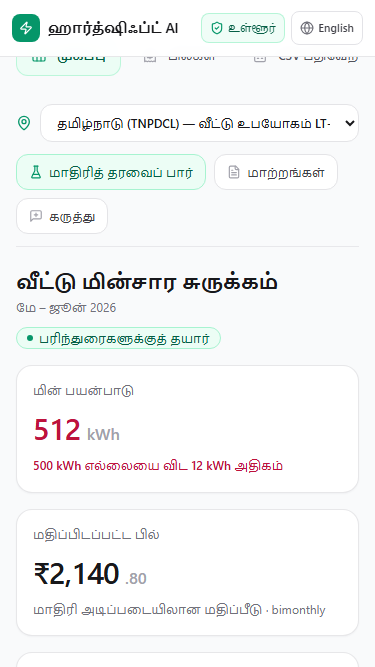 ஹார்த்ஷிஃப்ட் AI
உள்ளூர்
English
முகப்பு
பில்கள்
தமிழ்நாடு (TNPDCL) — வீட்டு உபயோகம் LT-
மாதிரித் தரவைப் பார்
மாற்றங்கள்
கருத்து
வீட்டு மின்சார சுருக்கம்
மே – ஜூன் 2026
பரிந்துரைகளுக்குத் தயார்
மின் பயன்பாடு
512 kWh
500 kWh எல்லையை விட 12 kWh அதிகம்
மதிப்பிடப்பட்ட பில்
₹2,140 .80
மாதிரி அடிப்படையிலான மதிப்பீடு · bimonthly